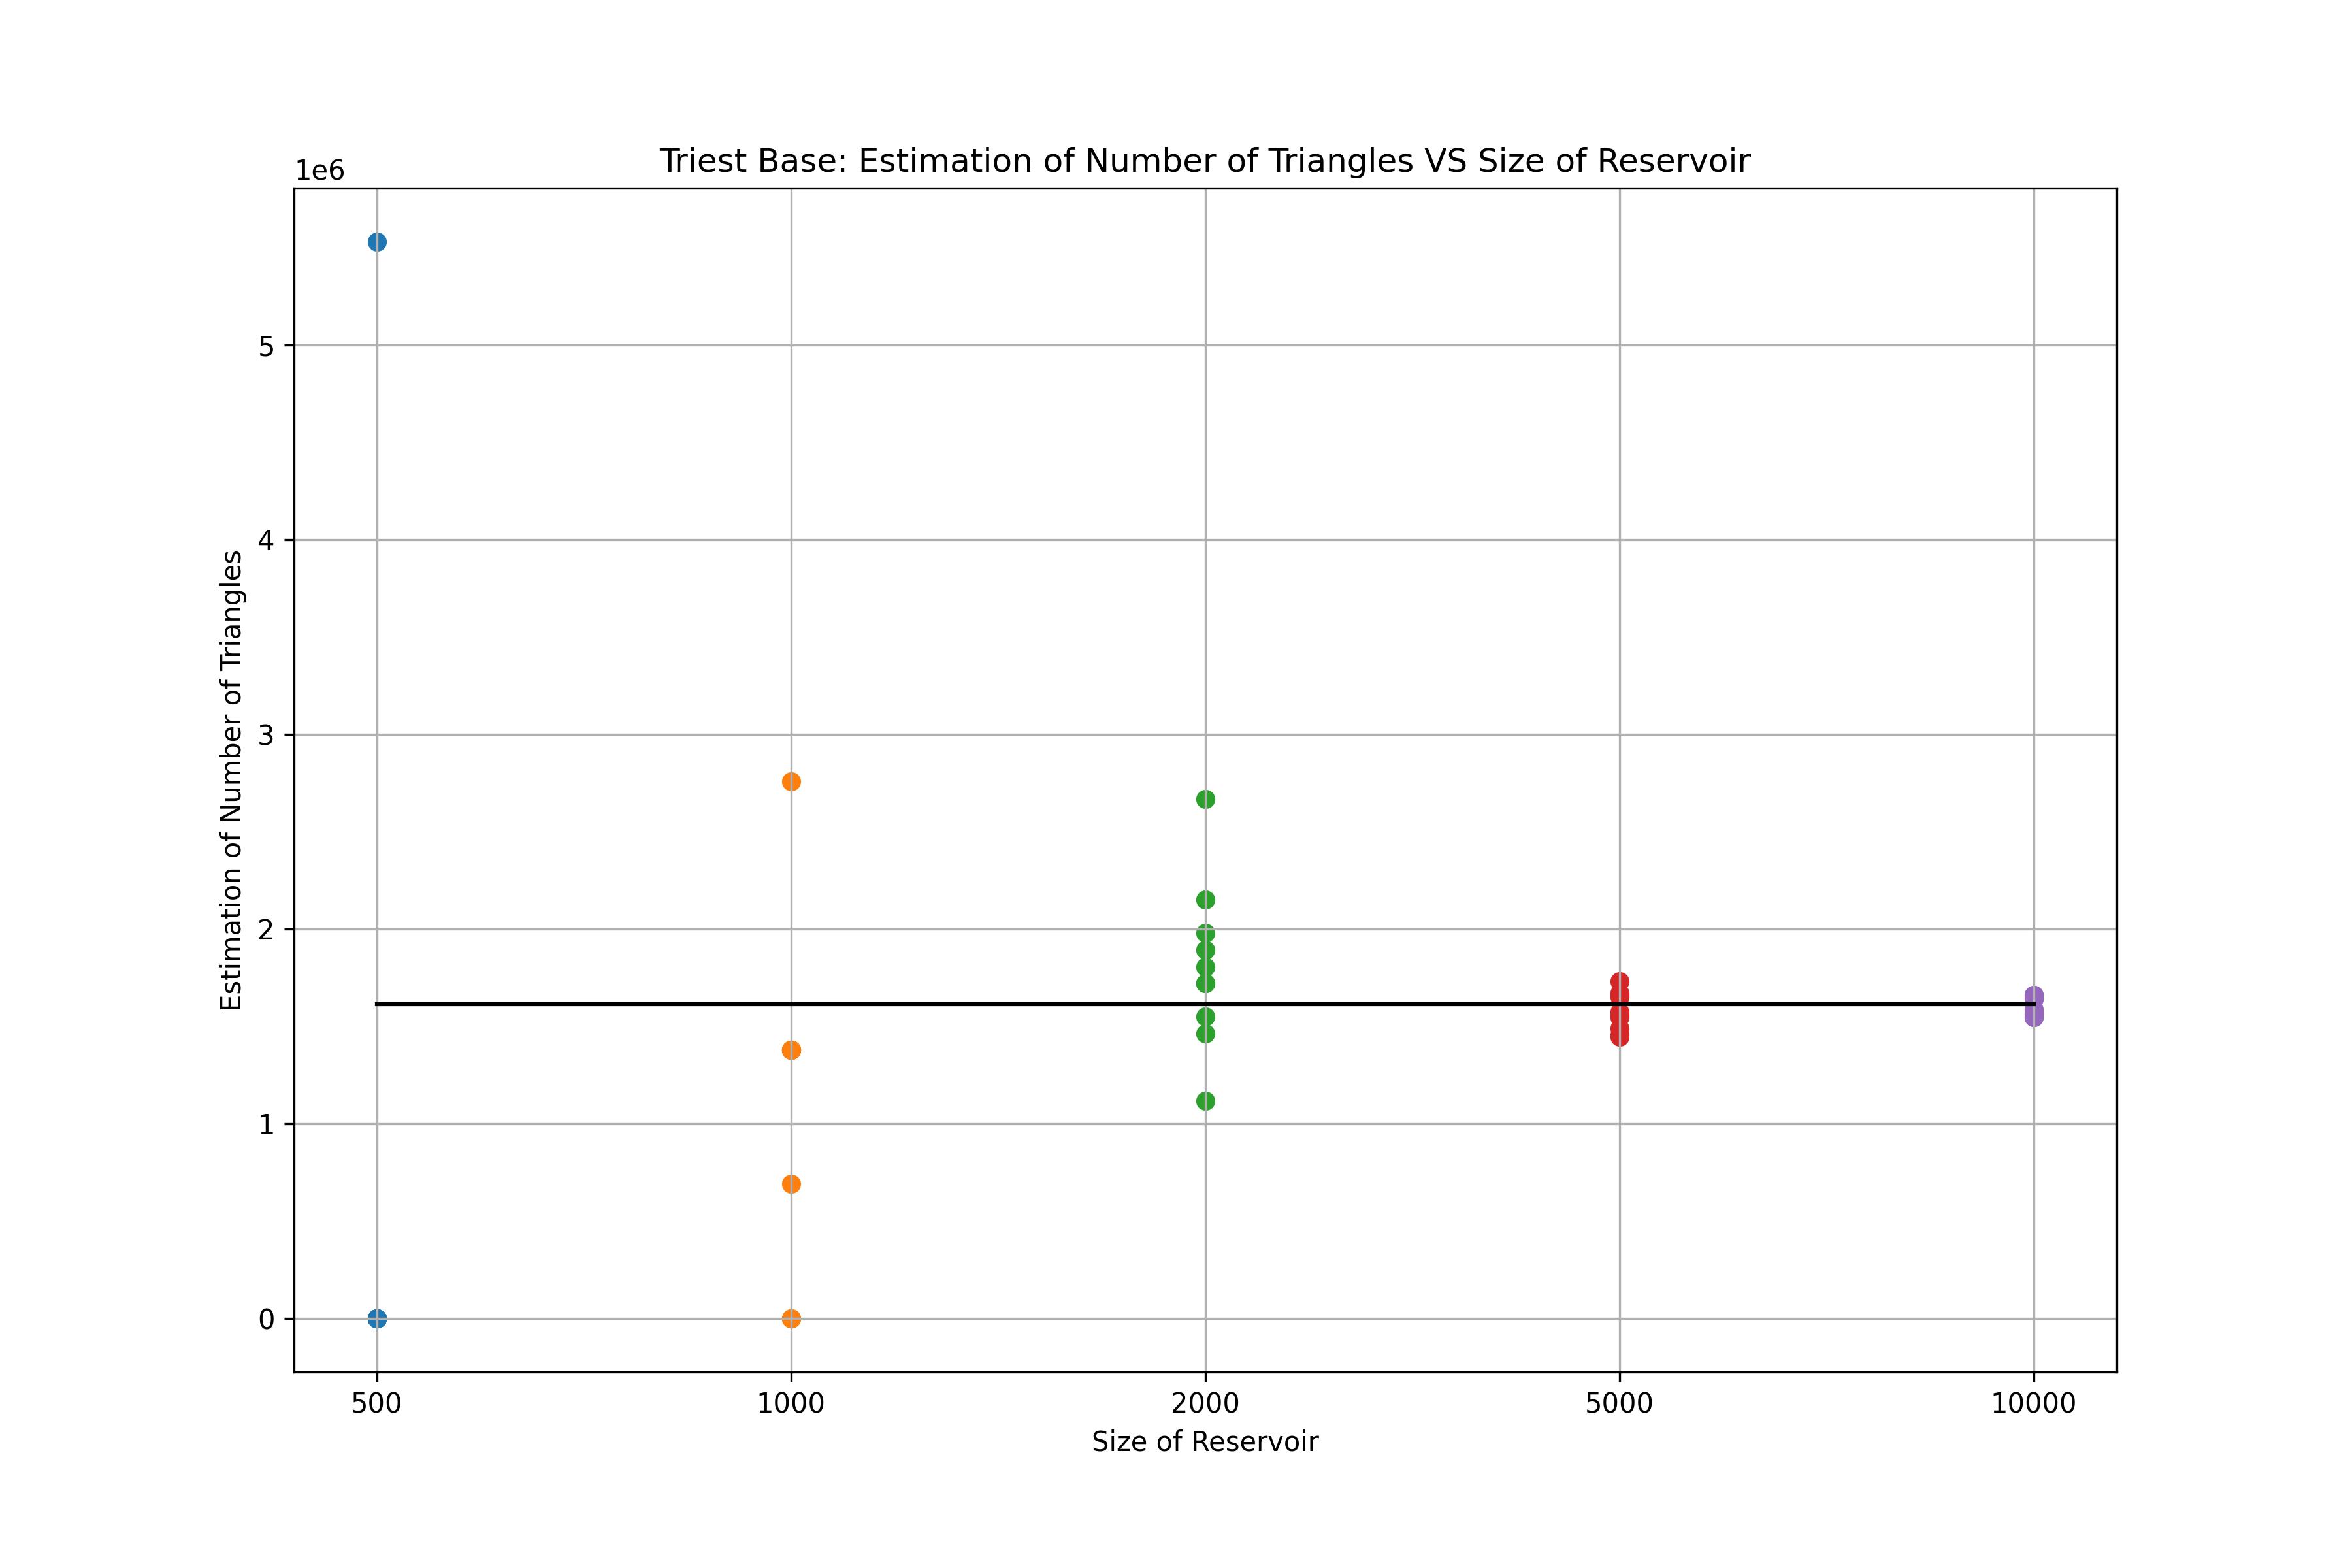 Triest Base: Estimation of Number of Triangles VS Size of Reservoir
1e6
5
4
3
2
1
0
Estimation of Number of Triangles
500 1000 2000 5000 10000
Size of Reservoir